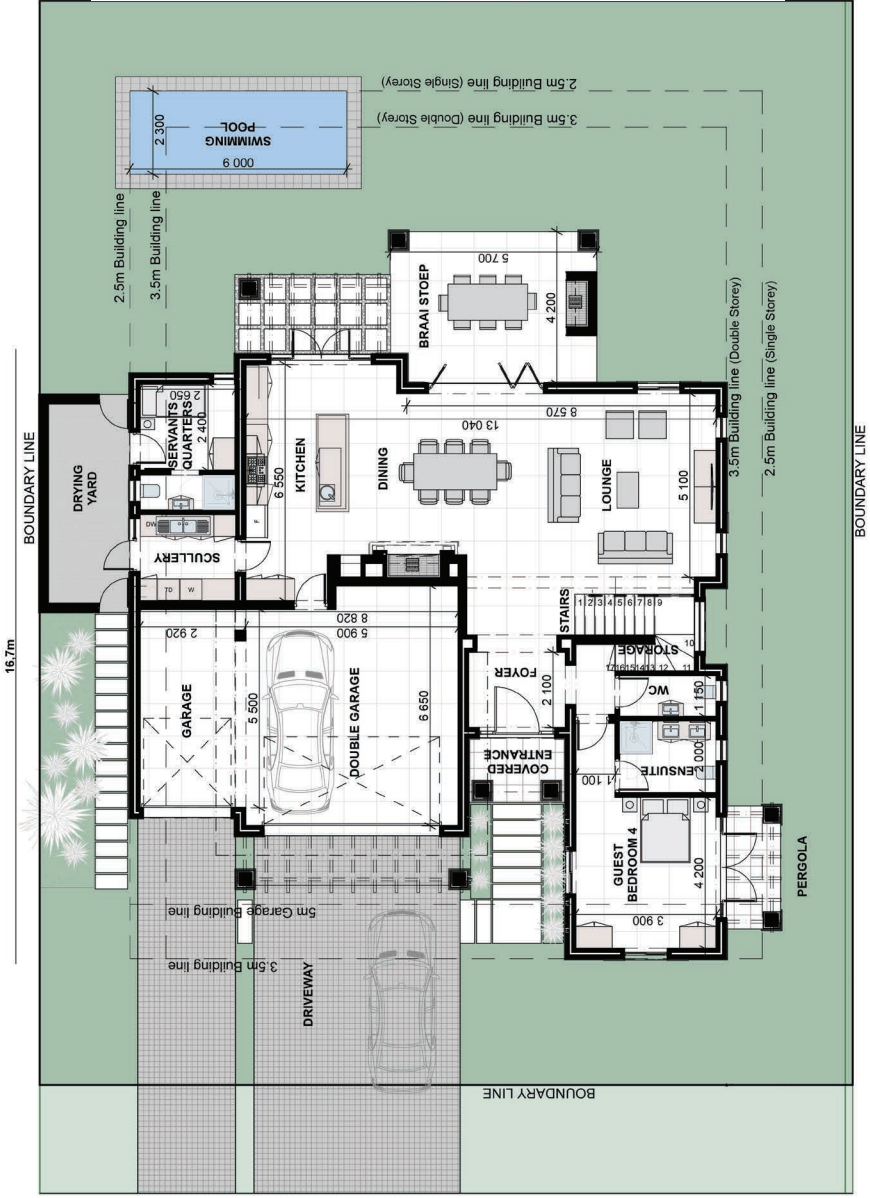 2.5m Building line (Single Storey)
3.5m Building line (Double Storey)
SWIMMING
POOL
2 300
6 000
2.5m Building line
3.5m Building line
5 700
BRAAI STOEP
4 200
3.5m Building line (Double Storey)
2.5m Building line (Single Storey)
BOUNDARY LINE
BOUNDARY LINE
DRYING
YARD
SERVANTS
QUARTERS
2 650
2 400
KITCHEN
6 550
DINING
13 040
8 570
LOUNGE
5 100
DW
F
SCULLERY
TD
W
16,7m
STAIRS
1 2 3 4 5 6 7 8 9
10
11
12
17 16 15 14 13
STORAGE
2 920
8 820
5 900
GARAGE
5 500
DOUBLE GARAGE
6 650
FOYER
2 100
WC
1 150
COVERED
ENTRANCE
ENSUITE
2 000
1 100
GUEST
BEDROOM 4
4 200
3 900
PERGOLA
5m Garage Building line
3.5m Building line
DRIVEWAY
BOUNDARY LINE